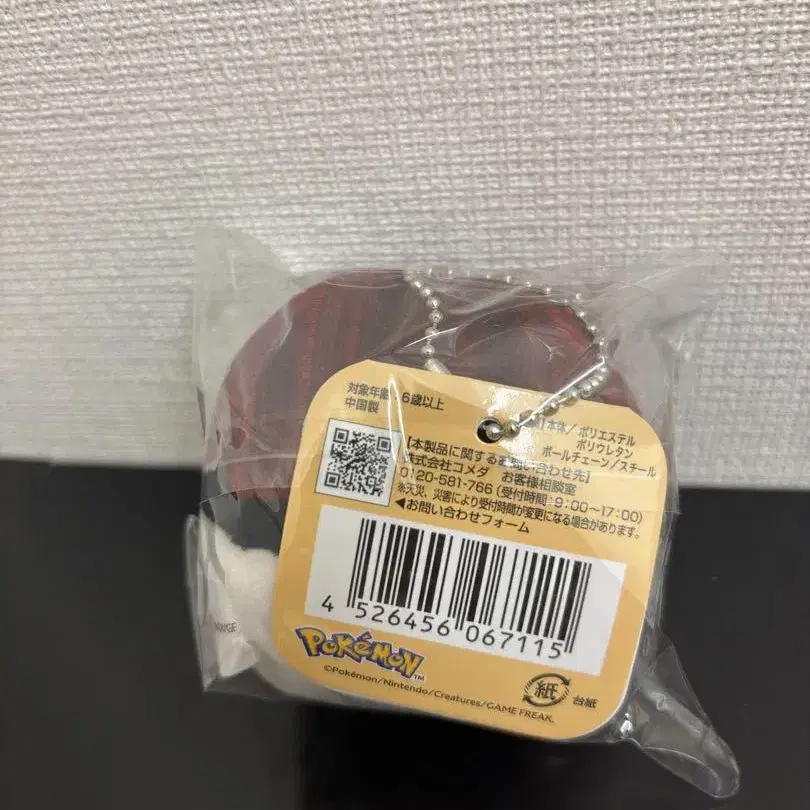 対象年齢:6歳以上
中国製
本体/ポリエステル
ポリウレタン
ボールチェーン/スチール
【本製品に関するお問い合わせ先】
株式会社コメダ お客様相談室
0120-581-766(受付時間:9:00~17:00)
※天災、災害により受付時間が変更になる場合があります。
◀お問い合わせフォーム
4 526456 067115
POKÉMON™
©Pokémon/Nintendo/Creatures/GAME FREAK.
紙 台紙